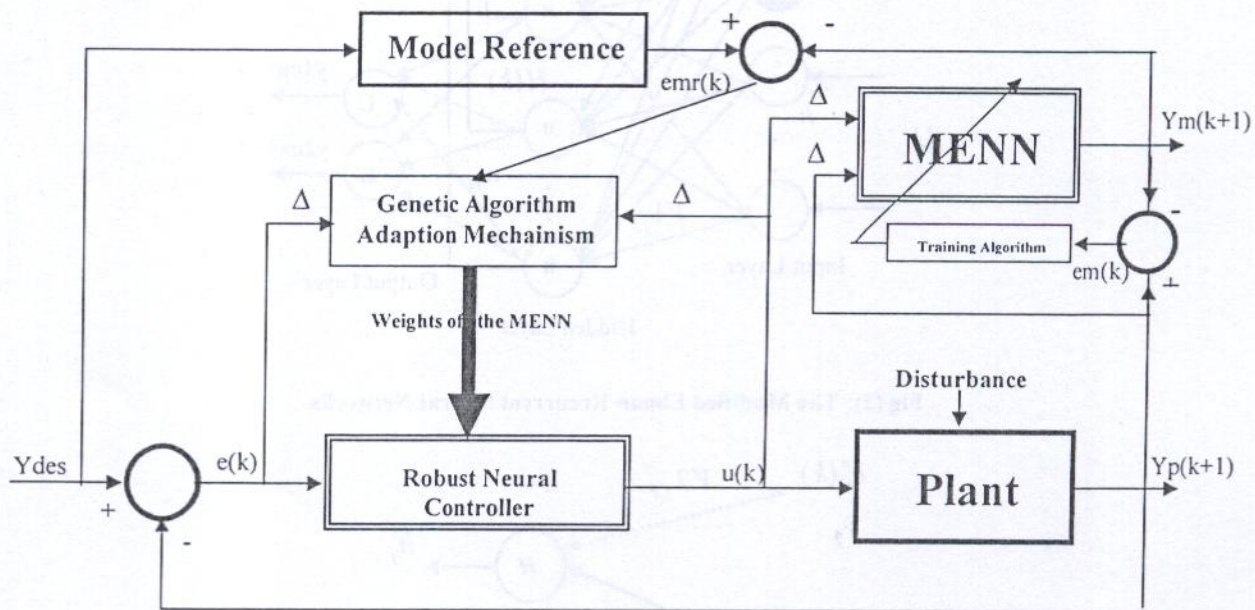 + -
Model Reference
emr(k)
Δ
MENN
Ym(k+1)
Δ
Δ
Genetic Algorithm
Adaption Mechainism
Δ
-
Training Algorithm
em(k)
+
Weights of the MENN
Disturbance
Ydes
+
-
e(k)
Robust Neural
Controller
u(k)
Plant
Yp(k+1)